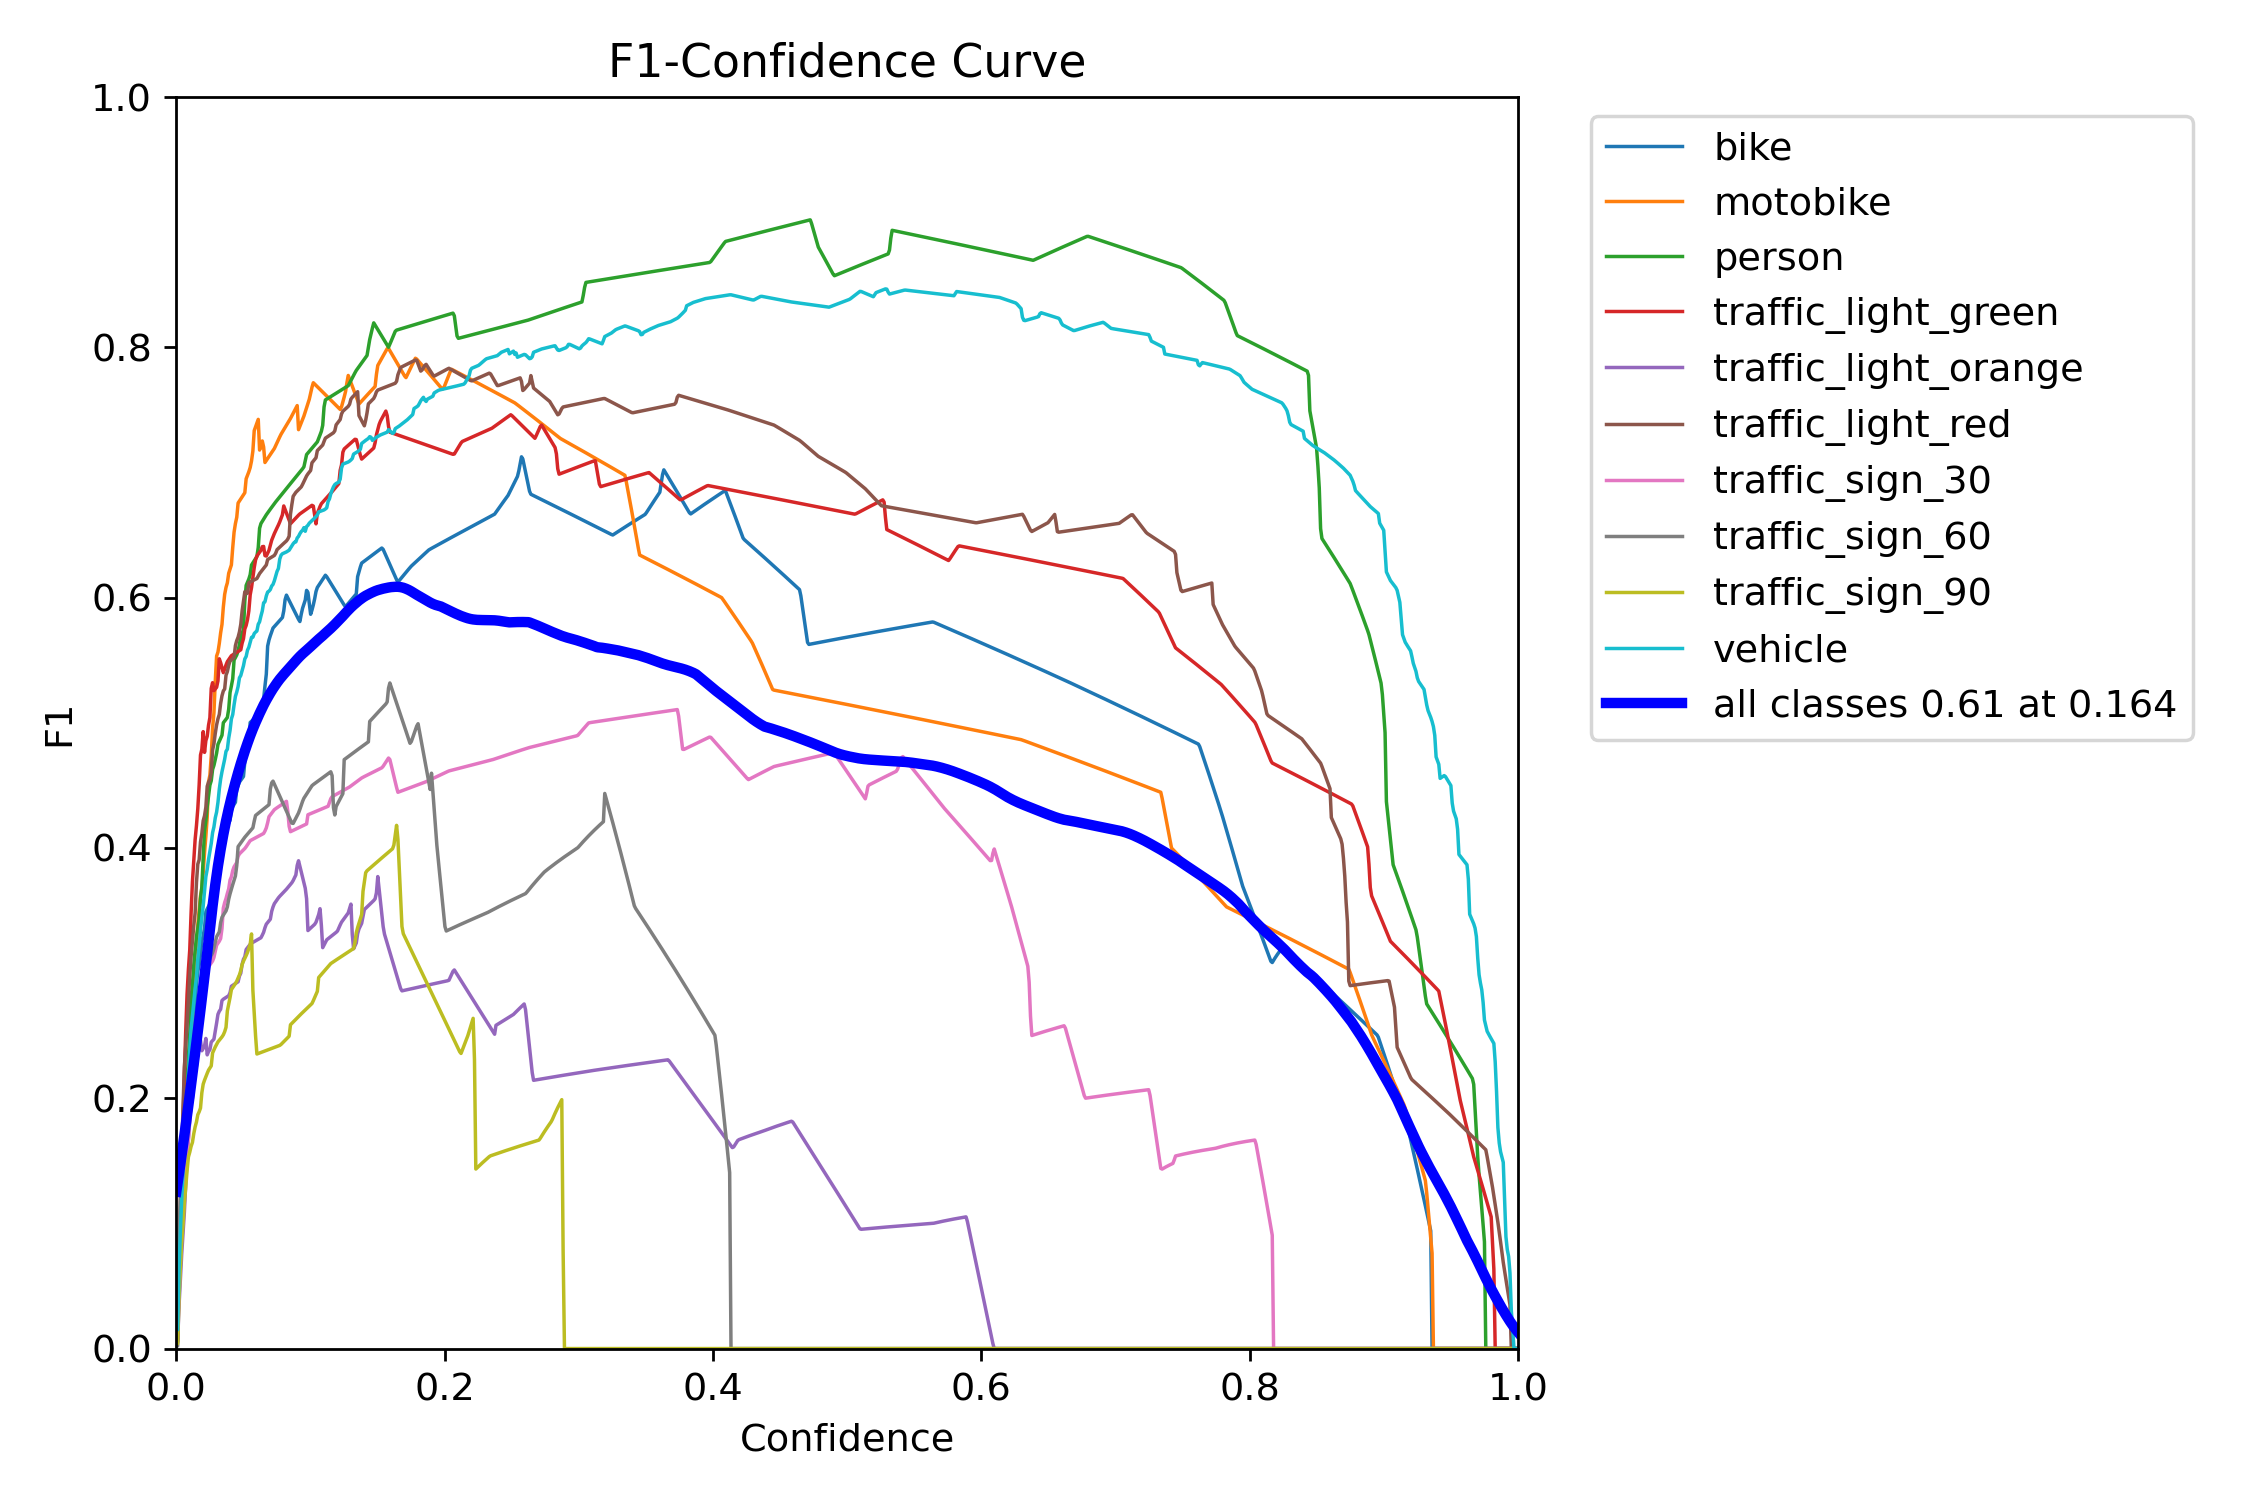 F1-Confidence Curve
1.0
0.8
0.6
0.4
0.2
0.0
F1
0.0 0.2 0.4 0.6 0.8 1.0
Confidence
bike
motobike
person
traffic_light_green
traffic_light_orange
traffic_light_red
traffic_sign_30
traffic_sign_60
traffic_sign_90
vehicle
all classes 0.61 at 0.164